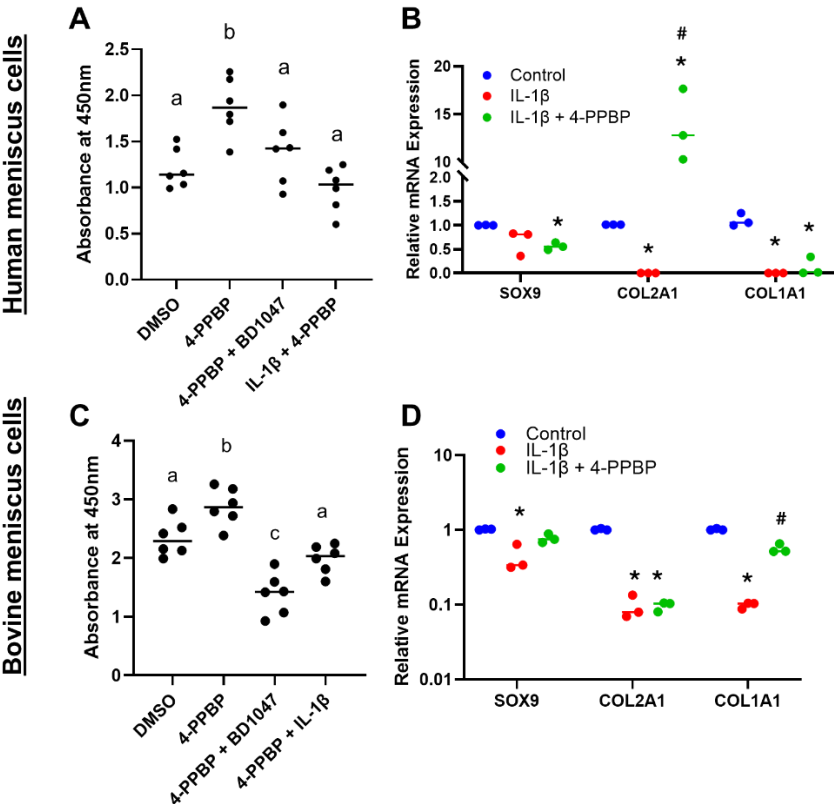 Human meniscus cells
A
Absorbance at 450nm
2.5
2.0
1.5
1.0
0.5
0.0
a
b
a
a
DMSO
4-PPBP
4-PPBP + BD1047
IL-1β + 4-PPBP
B
Relative mRNA Expression
20
15
10
2.0
1.5
1.0
0.5
0.0
Control
IL-1β
IL-1β + 4-PPBP
*
*
#
*
*
*
SOX9
COL2A1
COL1A1
Bovine meniscus cells
C
Absorbance at 450nm
4
3
2
1
0
a
b
c
a
DMSO
4-PPBP
4-PPBP + BD1047
4-PPBP + IL-1β
D
Relative mRNA Expression
10
1
0.1
0.01
Control
IL-1β
IL-1β + 4-PPBP
*
* *
*
#
SOX9
COL2A1
COL1A1